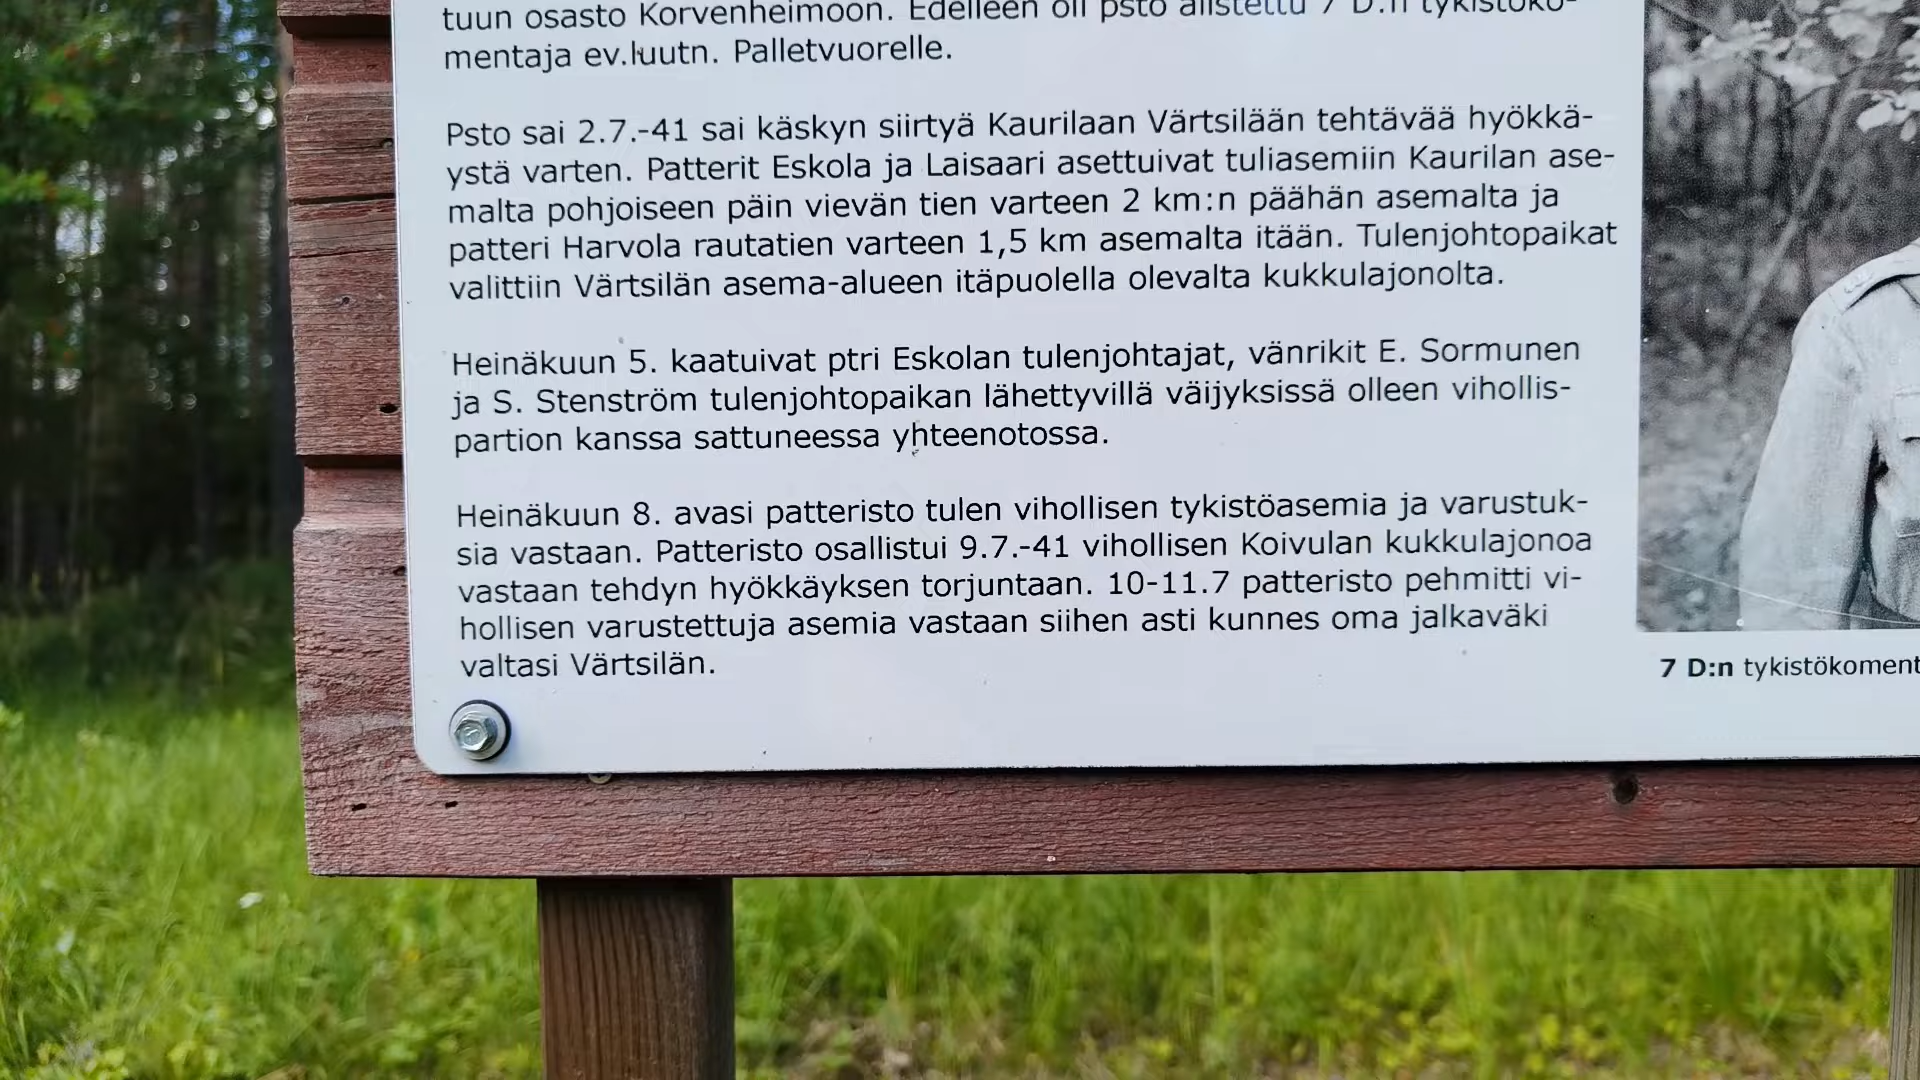 tuun osasto Korvenheimoon. Edelleen oli psto alistettu 7 D:n tykistöko-
mentaja ev.luutn. Palletvuorelle.
Psto sai 2.7.-41 sai käskyn siirtyä Kaurilaan Värtsilään tehtävää hyökkä-
ystä varten. Patterit Eskola ja Laisaari asettuivat tuliasemiin Kaurilan ase-
malta pohjoiseen päin vievän tien varteen 2 km:n päähän asemalta ja
patteri Harvola rautatien varteen 1,5 km asemalta itään. Tulenjohtopaikat
valittiin Värtsilän asema-alueen itäpuolella olevalta kukkulajonolta.
Heinäkuun 5. kaatuivat ptri Eskolan tulenjohtajat, vänrikit E. Sormunen
ja S. Stenström tulenjohtopaikan lähettyvillä väijyksissä olleen vihollis-
partion kanssa sattuneessa yhteenotossa.
Heinäkuun 8. avasi patteristo tulen vihollisen tykistöasemia ja varustuk-
sia vastaan. Patteristo osallistui 9.7.-41 vihollisen Koivulan kukkulajonoa
vastaan tehdyn hyökkäyksen torjuntaan. 10-11.7 patteristo pehmitti vi-
hollisen varustettuja asemia vastaan siihen asti kunnes oma jalkaväki
valtasi Värtsilän.
7 D:n tykistökoment